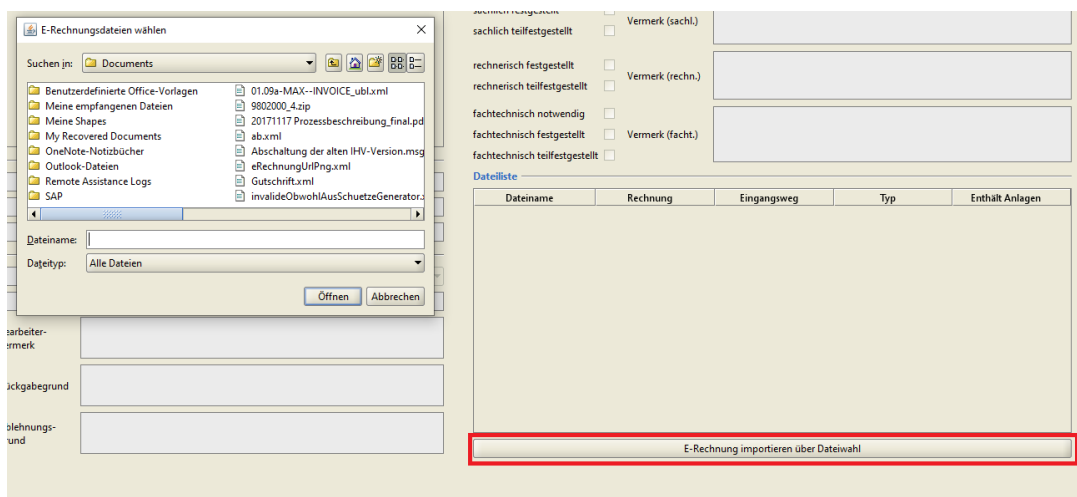 E-Rechnungsdateien wählen
Suchen in: Documents
Benutzerdefinierte Office-Vorlagen
Meine empfangenen Dateien
Meine Shapes
My Recovered Documents
OneNote-Notizbücher
Outlook-Dateien
Remote Assistance Logs
SAP
01.09a-MAX--INVOICE_ubl.xml
9802000_4.zip
20171117 Prozessbeschreibung_final.pd
ab.xml
Abschaltung der alten IHV-Version.msg
eRechnungUrlPng.xml
Gutschrift.xml
invalideObwohlAusSchuetzeGenerator.
Dateiname:
Dateityp: Alle Dateien
Öffnen Abbrechen
earbeiter-
ermerk
ückgabegrund
blehnungs-
rund
sachlich festgestellt
sachlich teilfestgestellt
Vermerk (sachl.)
rechnerisch festgestellt
rechnerisch teilfestgestellt
Vermerk (rechn.)
fachtechnisch notwendig
fachtechnisch festgestellt
fachtechnisch teilfestgestellt
Vermerk (facht.)
Dateiliste
Dateiname Rechnung Eingangsweg Typ Enthält Anlagen
E-Rechnung importieren über Dateiwahl